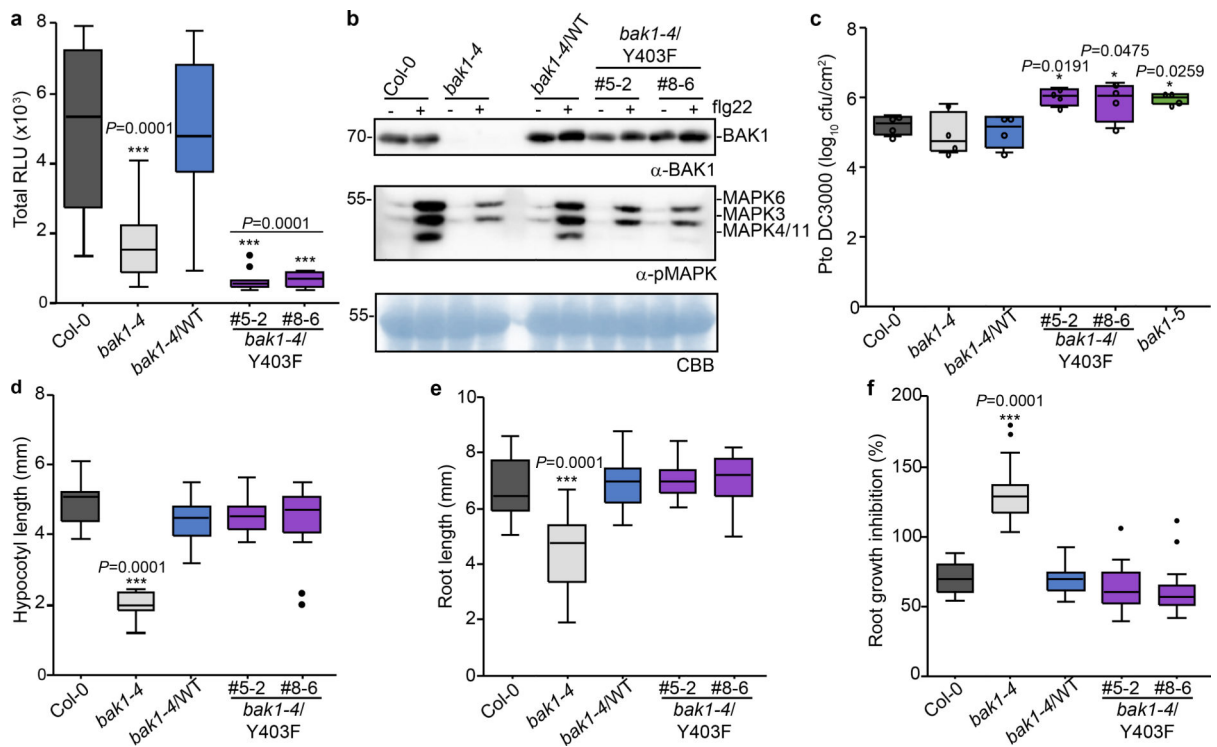 a
Total RLU (x10³)
8
6
4
2
0
P=0.0001
***
P=0.0001
***
***
Col-0
bak1-4
bak1-4/WT
#5-2 #8-6
bak1-4/
Y403F
b
Col-0
bak1-4
bak1-4/WT
bak1-4/
Y403F
#5-2 #8-6
- + - + - + - + - + flg22
70-
-BAK1
α-BAK1
55-
-MAPK6
-MAPK3
-MAPK4/11
α-pMAPK
55-
CBB
c
Pto DC3000 (log₁₀ cfu/cm²)
8
6
4
2
0
P=0.0191
*
P=0.0475
*
P=0.0259
*
Col-0
bak1-4
bak1-4/WT
#5-2 #8-6
bak1-4/
Y403F
bak1-5
d
Hypocotyl length (mm)
8
6
4
2
0
P=0.0001
***
Col-0
bak1-4
bak1-4/WT
#5-2 #8-6
bak1-4/
Y403F
e
Root length (mm)
10
8
6
4
2
0
P=0.0001
***
Col-0
bak1-4
bak1-4/WT
#5-2 #8-6
bak1-4/
Y403F
f
Root growth inhibition (%)
200
150
100
50
0
P=0.0001
***
Col-0
bak1-4
bak1-4/WT
#5-2 #8-6
bak1-4/
Y403F